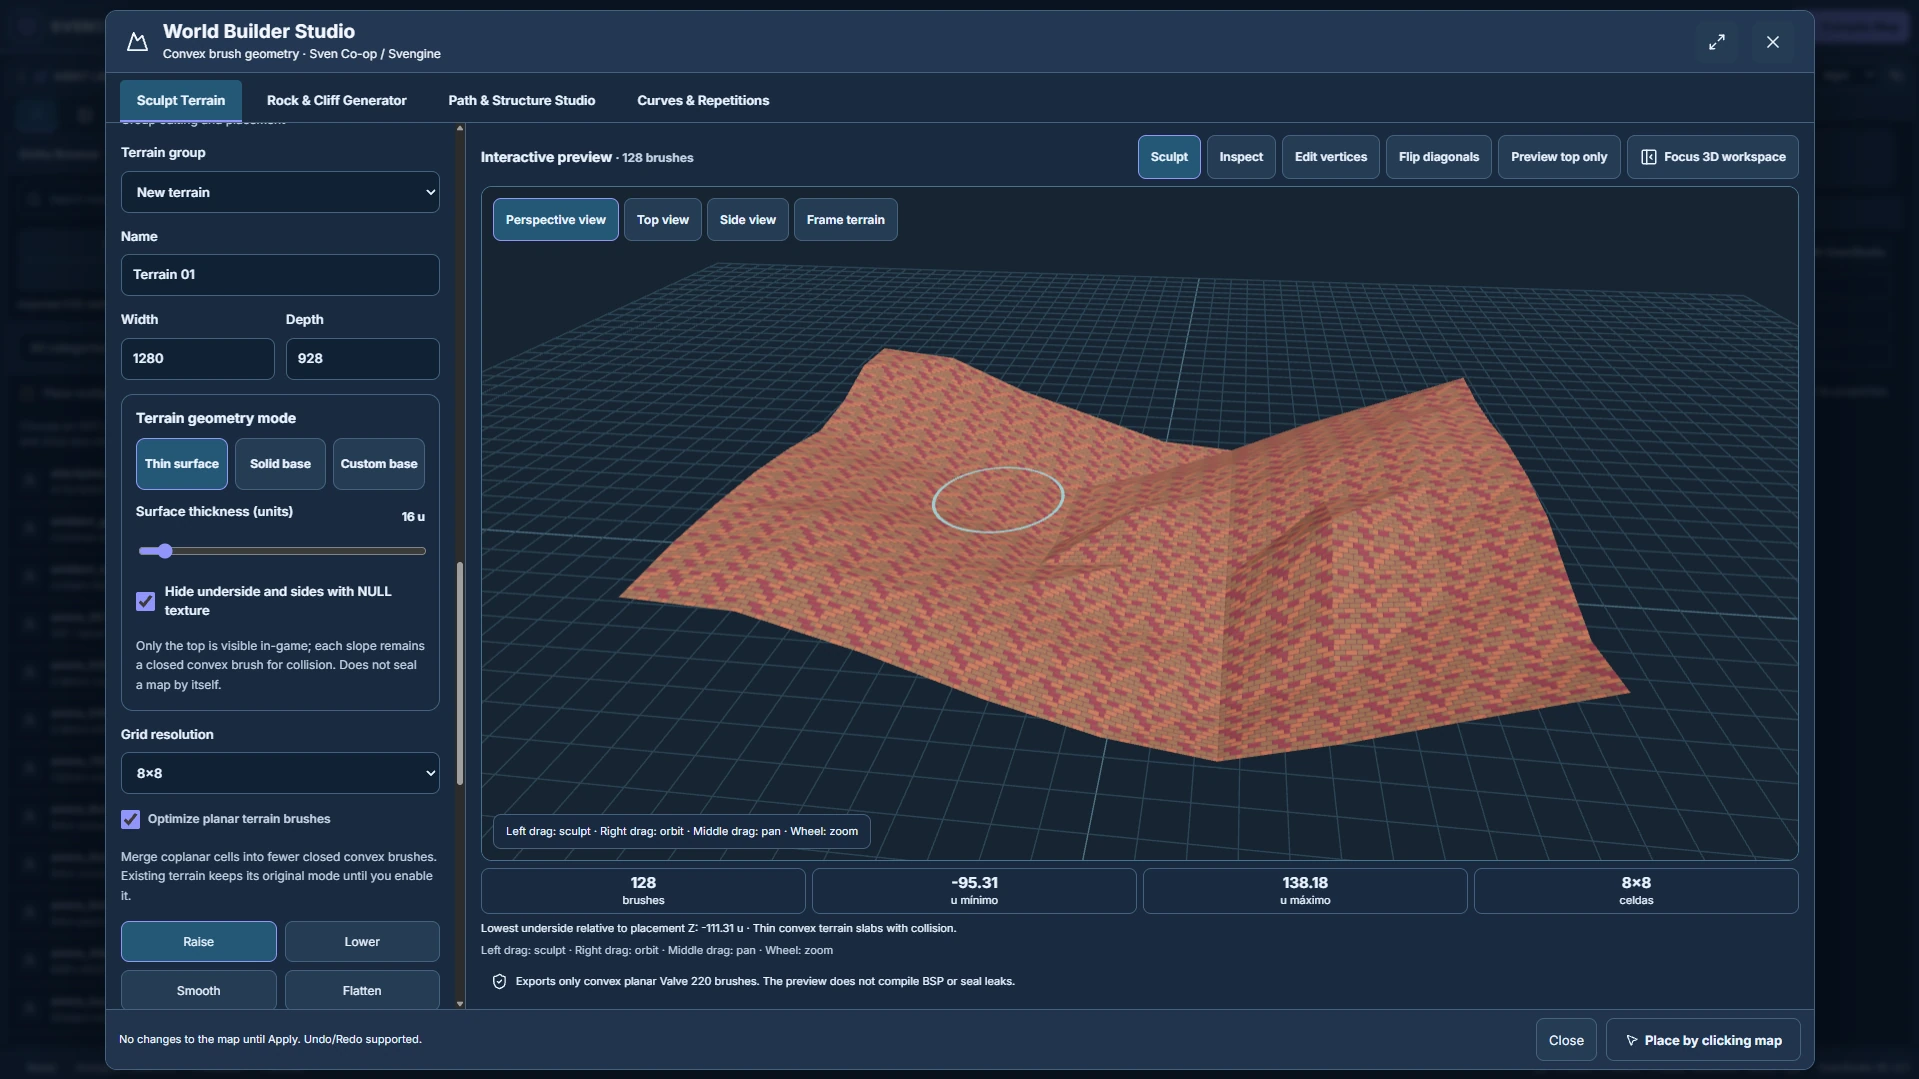 World Builder Studio
Convex brush geometry · Sven Co-op / Svengine
Sculpt Terrain
Rock & Cliff Generator
Path & Structure Studio
Curves & Repetitions
Terrain group
New terrain
Name
Terrain 01
Width
Depth
1280
928
Terrain geometry mode
Thin surface
Solid base
Custom base
Surface thickness (units)
16 u
Hide underside and sides with NULL
texture
Only the top is visible in-game; each slope remains
a closed convex brush for collision. Does not seal
a map by itself.
Grid resolution
8×8
Optimize planar terrain brushes
Merge coplanar cells into fewer closed convex brushes.
Existing terrain keeps its original mode until you enable
it.
Raise
Lower
Smooth
Flatten
Interactive preview · 128 brushes
Sculpt
Inspect
Edit vertices
Flip diagonals
Preview top only
Focus 3D workspace
Perspective view
Top view
Side view
Frame terrain
Left drag: sculpt · Right drag: orbit · Middle drag: pan · Wheel: zoom
128
brushes
-95.31
u mínimo
138.18
u máximo
8×8
celdas
Lowest underside relative to placement Z: -111.31 u · Thin convex terrain slabs with collision.
Left drag: sculpt · Right drag: orbit · Middle drag: pan · Wheel: zoom
Exports only convex planar Valve 220 brushes. The preview does not compile BSP or seal leaks.
No changes to the map until Apply. Undo/Redo supported.
Close
Place by clicking map